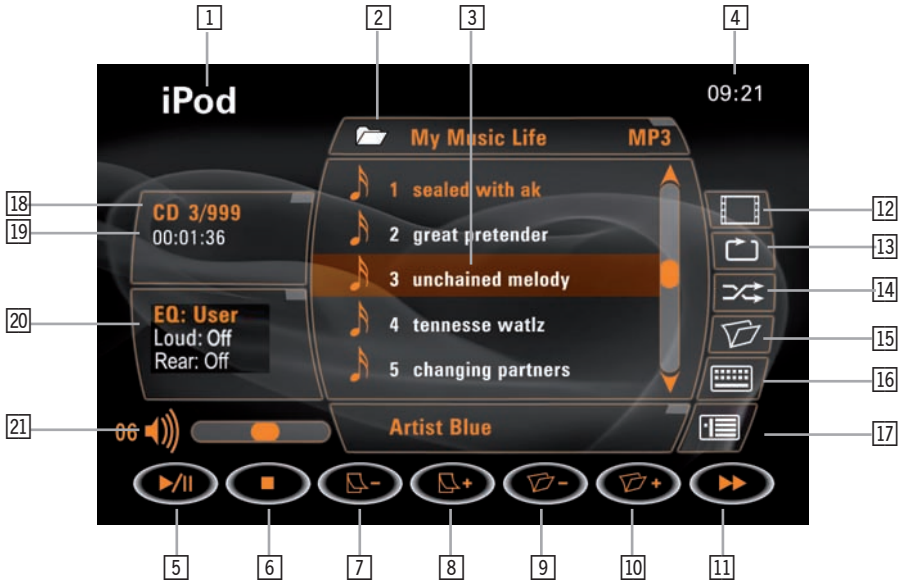 1 2 3 4
iPod 09:21
My Music Life MP3
1 sealed with ak
2 great pretender
3 unchained melody
4 tennesse watlz
5 changing partners
18 CD 3/999
19 00:01:36
20 EQ: User
Loud: Off
Rear: Off
12
13
14
15
16
17
21 06
Artist Blue
- + - +
5 6 7 8 9 10 11